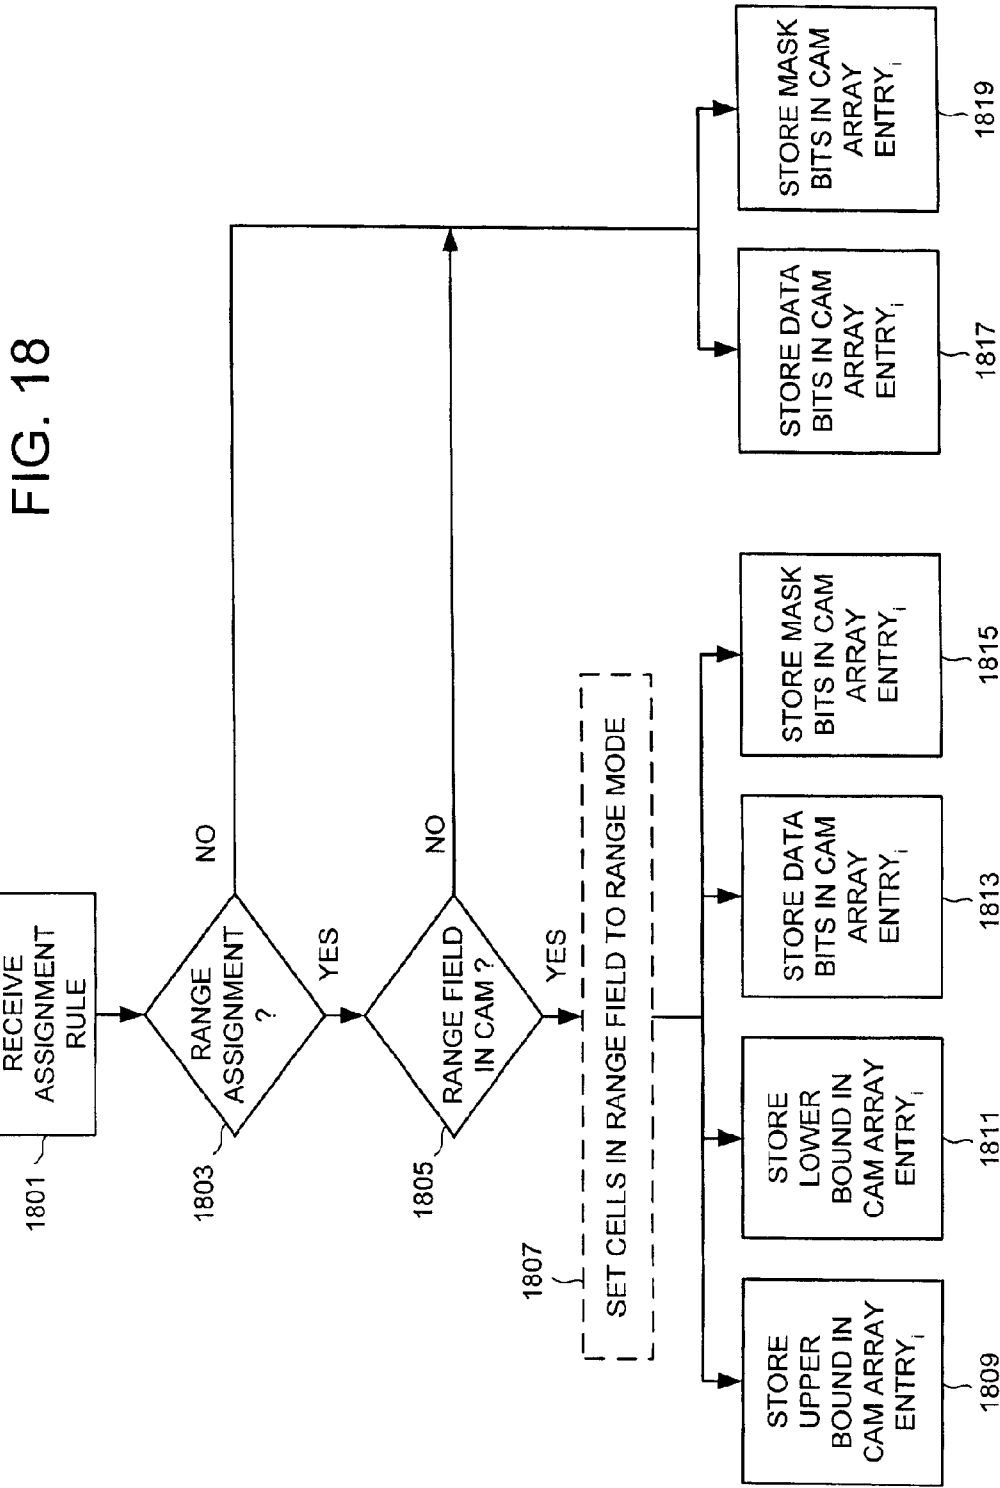 FIG. 18
RECEIVE
ASSIGNMENT
RULE
1801
RANGE
ASSIGNMENT
?
1803
NO
YES
RANGE FIELD
IN CAM ?
1805
NO
YES
1807
SET CELLS IN RANGE FIELD TO RANGE MODE
STORE
UPPER
BOUND IN
CAM ARRAY
ENTRYi
1809
STORE
LOWER
BOUND IN
CAM ARRAY
ENTRYi
1811
STORE DATA
BITS IN CAM
ARRAY
ENTRYi
1813
STORE MASK
BITS IN CAM
ARRAY
ENTRYi
1815
STORE DATA
BITS IN CAM
ARRAY
ENTRYi
1817
STORE MASK
BITS IN CAM
ARRAY
ENTRYi
1819